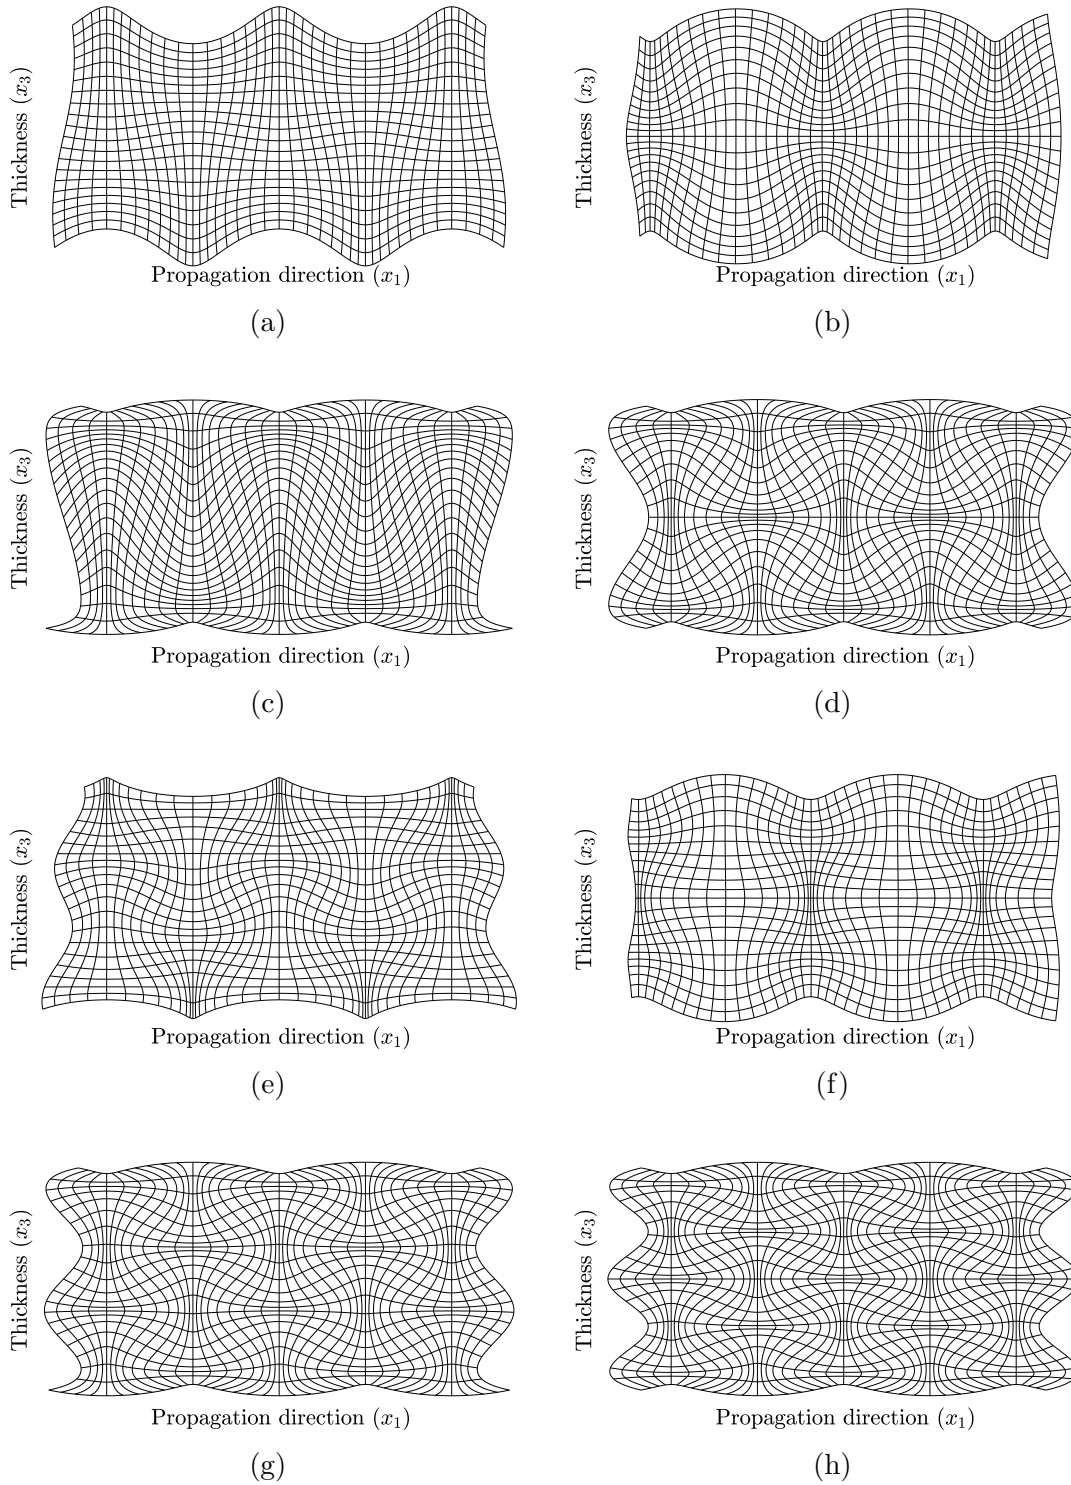 Thickness (x₃)
Propagation direction (x₁)
(a)
Thickness (x₃)
Propagation direction (x₁)
(b)
Thickness (x₃)
Propagation direction (x₁)
(c)
Thickness (x₃)
Propagation direction (x₁)
(d)
Thickness (x₃)
Propagation direction (x₁)
(e)
Thickness (x₃)
Propagation direction (x₁)
(f)
Thickness (x₃)
Propagation direction (x₁)
(g)
Thickness (x₃)
Propagation direction (x₁)
(h)